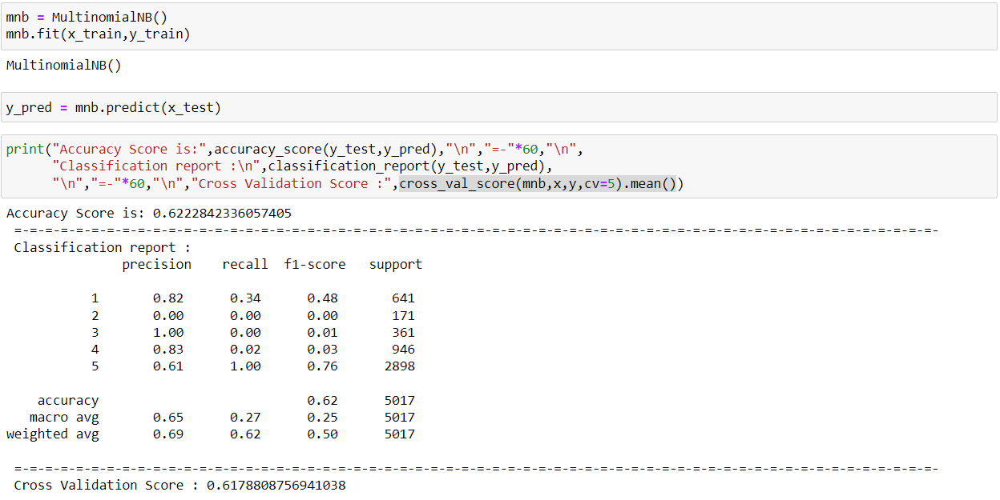 mnb = MultinomialNB()
mnb.fit(x_train,y_train)
MultinomialNB()
y_pred = mnb.predict(x_test)
print("Accuracy Score is:",accuracy_score(y_test,y_pred),"\n","=-"*60,"\n",
"Classification report :\n",classification_report(y_test,y_pred),
"\n","=-"*60,"\n","Cross Validation Score :",cross_val_score(mnb,x,y,cv=5).mean())
Accuracy Score is: 0.6222842336057405
=-=-=-=-=-=-=-=-=-=-=-=-=-=-=-=-=-=-=-=-=-=-=-=-=-=-=-=-=-=-=-=-=-=-=-=-=-=-=-=-=-=-=-=-=-=-=-=-=-=-=-=-=-=-=-=-=-=-=-=-
Classification report :
precision recall f1-score support
1 0.82 0.34 0.48 641
2 0.00 0.00 0.00 171
3 1.00 0.00 0.01 361
4 0.83 0.02 0.03 946
5 0.61 1.00 0.76 2898
accuracy 0.62 5017
macro avg 0.65 0.27 0.25 5017
weighted avg 0.69 0.62 0.50 5017
=-=-=-=-=-=-=-=-=-=-=-=-=-=-=-=-=-=-=-=-=-=-=-=-=-=-=-=-=-=-=-=-=-=-=-=-=-=-=-=-=-=-=-=-=-=-=-=-=-=-=-=-=-=-=-=-=-=-=-=-
Cross Validation Score : 0.6178808756941038